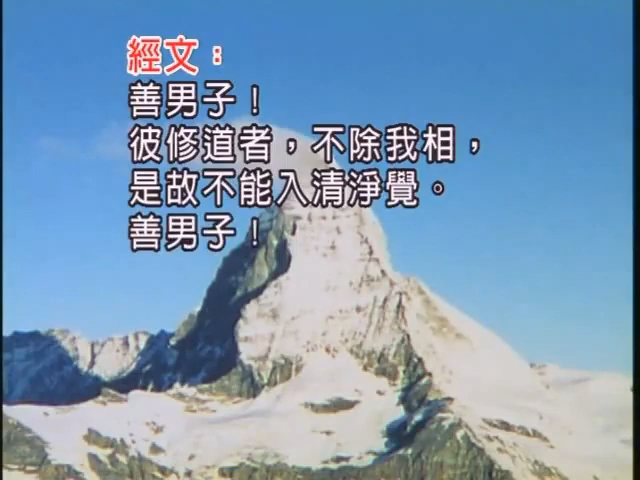 經文：
善男子！
彼修道者，不除我相，
是故不能入清淨覺。
善男子！